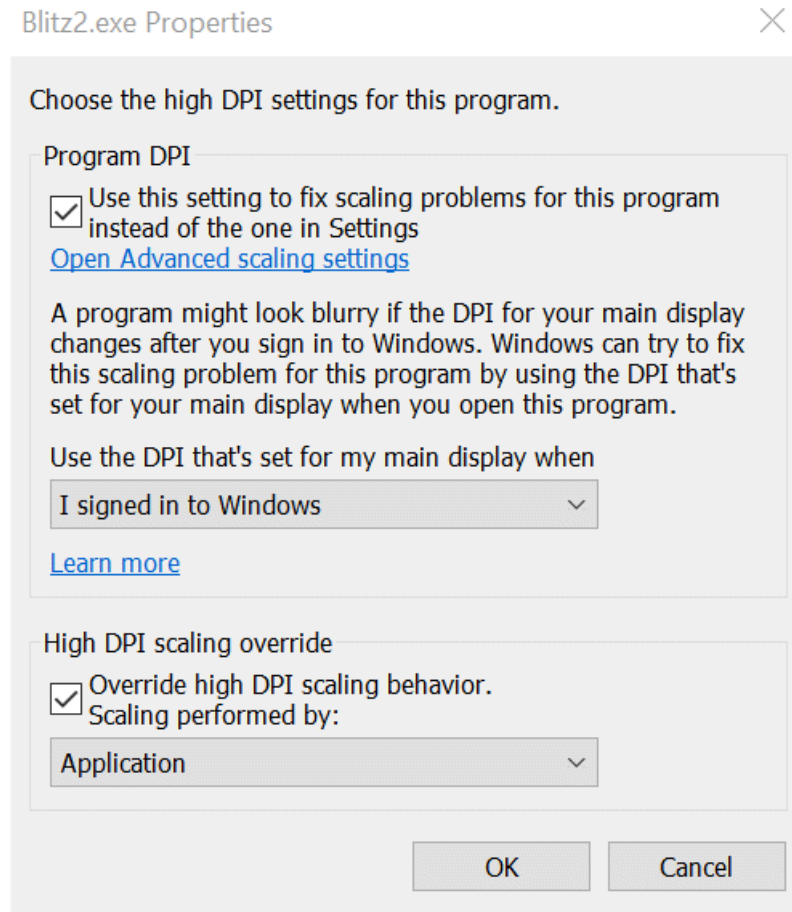 Blitz2.exe Properties
Choose the high DPI settings for this program.
Program DPI
Use this setting to fix scaling problems for this program
instead of the one in Settings
Open Advanced scaling settings
A program might look blurry if the DPI for your main display
changes after you sign in to Windows. Windows can try to fix
this scaling problem for this program by using the DPI that's
set for your main display when you open this program.
Use the DPI that's set for my main display when
I signed in to Windows
Learn more
High DPI scaling override
Override high DPI scaling behavior.
Scaling performed by:
Application
OK
Cancel